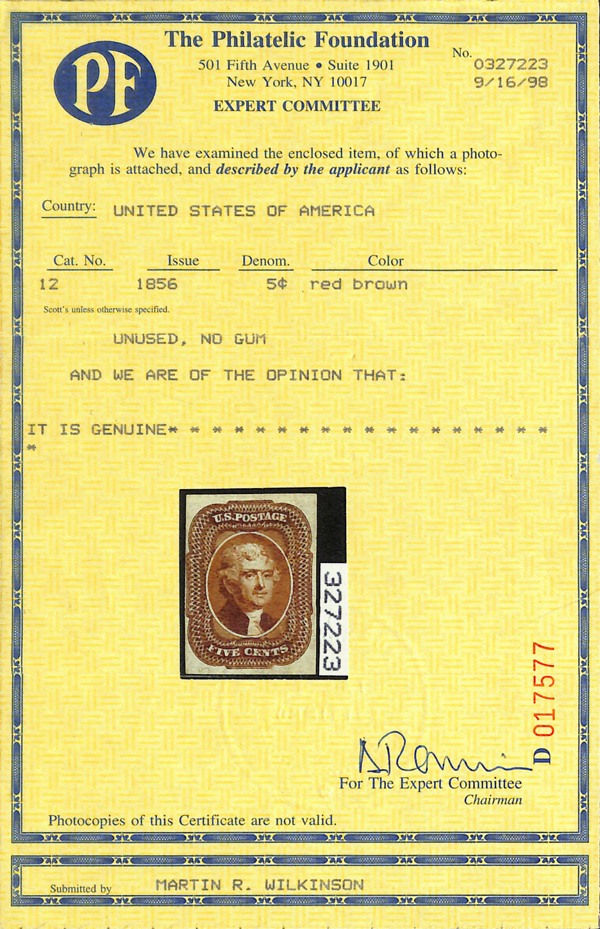 PF
The Philatelic Foundation
501 Fifth Avenue • Suite 1901
New York, NY 10017
EXPERT COMMITTEE
No. 0327223
9/16/98
We have examined the enclosed item, of which a photo-
graph is attached, and described by the applicant as follows:
Country: UNITED STATES OF AMERICA
Cat. No. Issue Denom. Color
12 1856 5¢ red brown
Scott's unless otherwise specified.
UNUSED, NO GUM
AND WE ARE OF THE OPINION THAT:
IT IS GENUINE* * * * * * * * * * * * * * * * * *
*
U.S. POSTAGE
FIVE CENTS
327223
D 017577
For The Expert Committee
Chairman
Photocopies of this Certificate are not valid.
Submitted by MARTIN R. WILKINSON